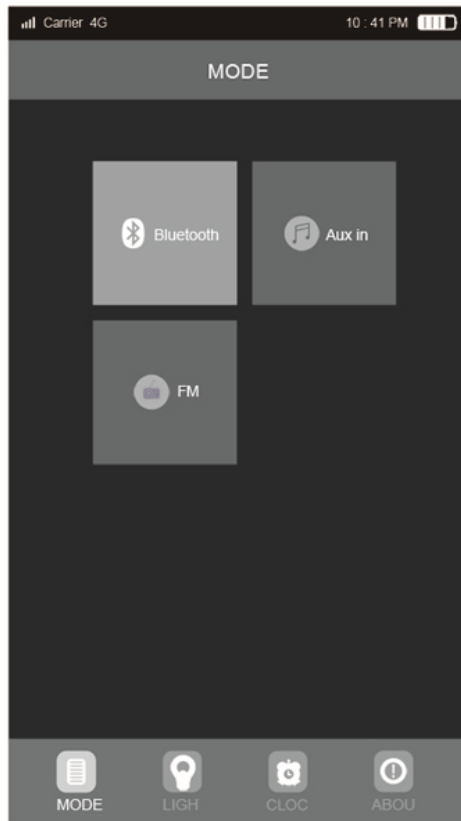 Carrier 4G 10 : 41 PM
MODE
Bluetooth Aux in
FM
MODE LIGH CLOC ABOU